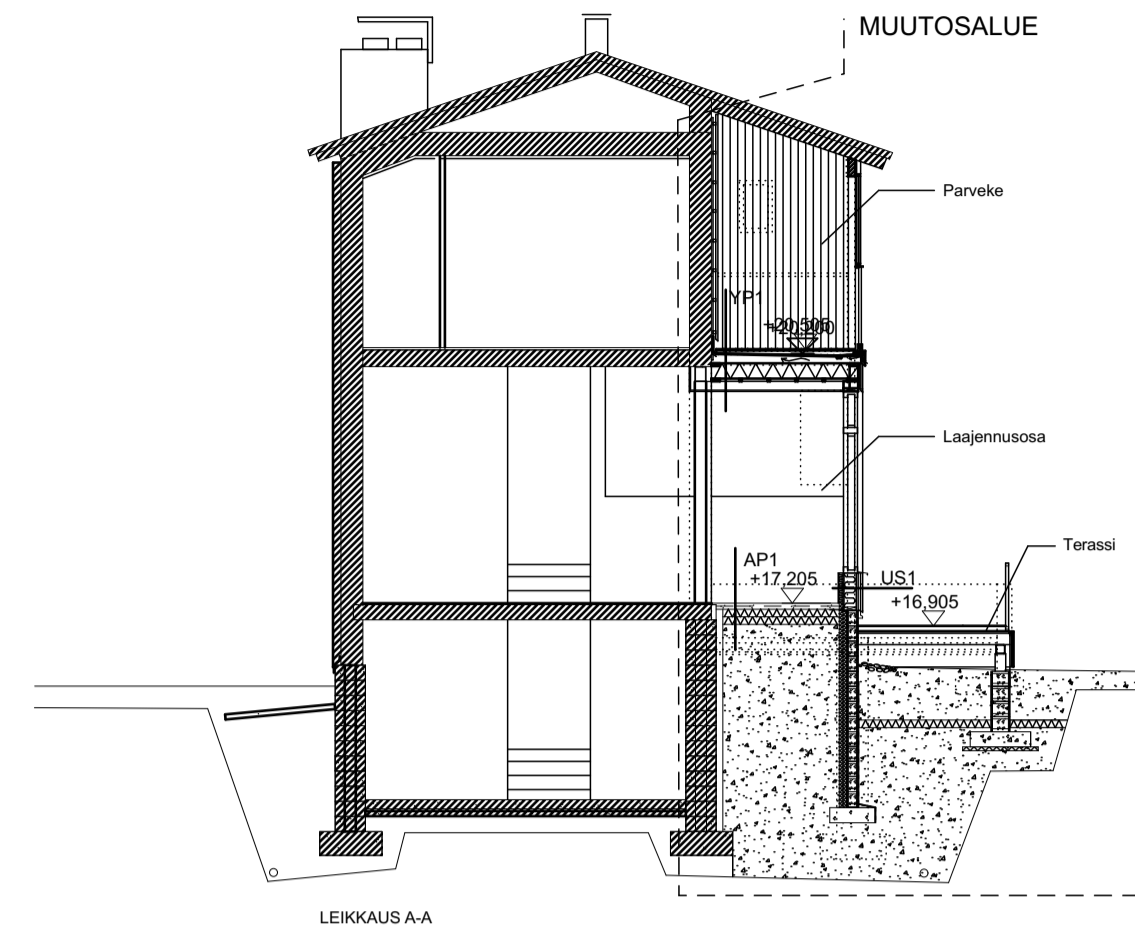 MUUTOSALUE
Parveke
YP1
Laajennusosa
Terassi
AP1
+17,205
US1
+16,905
LEIKKAUS A-A